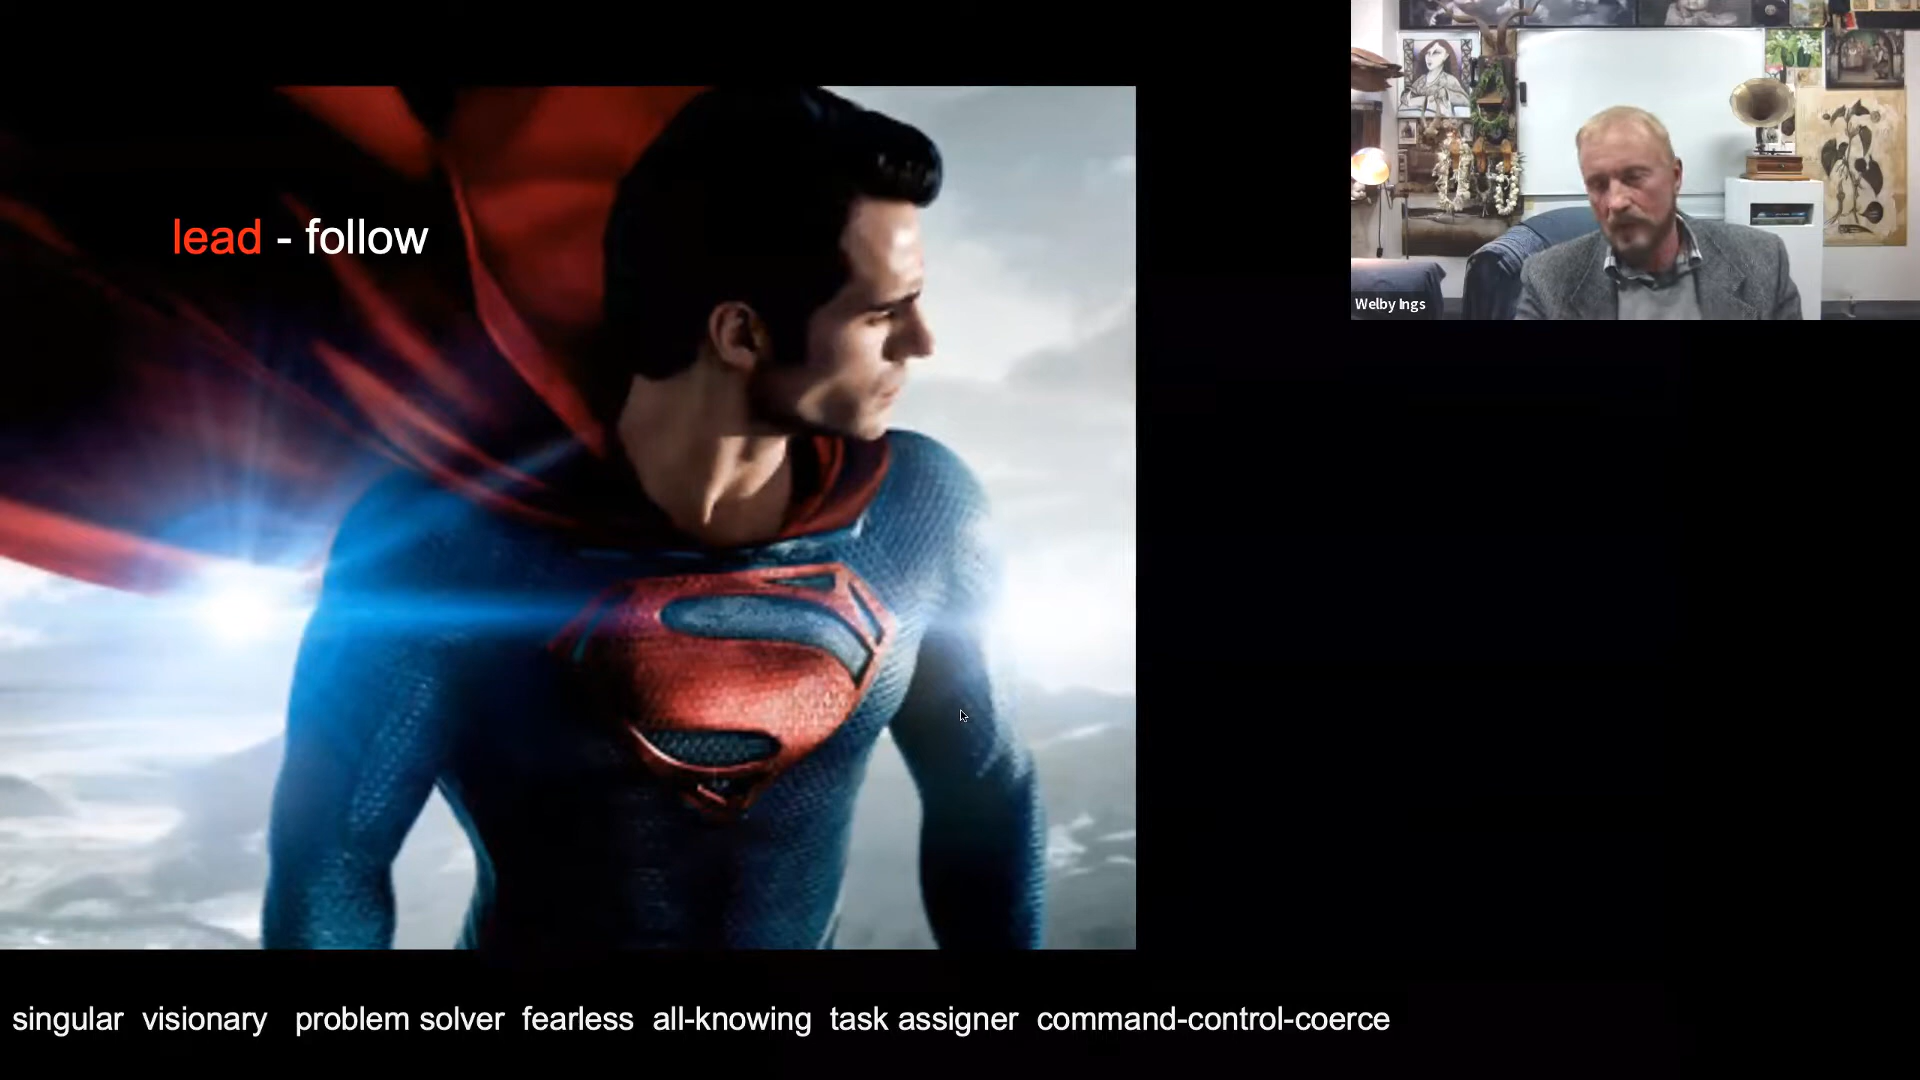 lead - follow
Welby Ings
singular visionary problem solver fearless all-knowing task assigner command-control-coerce